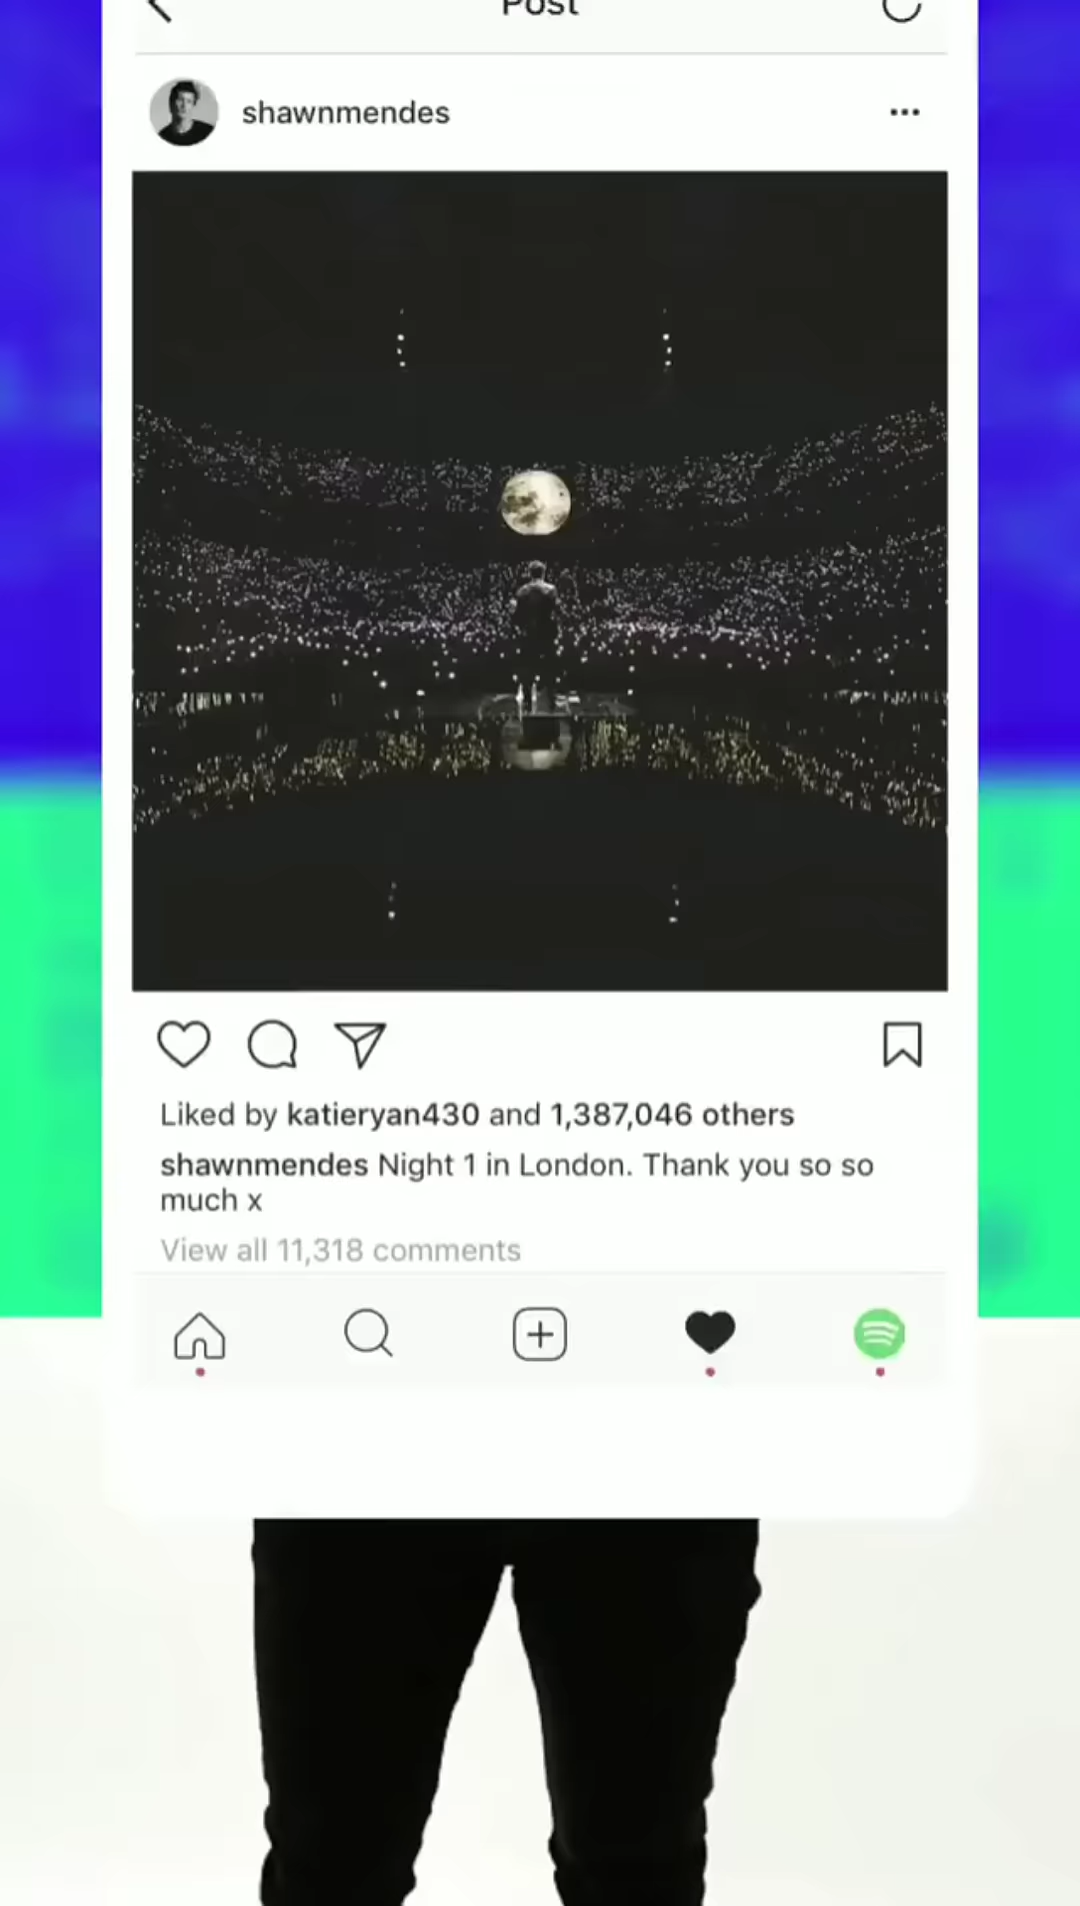 Post
shawnmendes
Liked by katieryan430 and 1,387,046 others
shawnmendes Night 1 in London. Thank you so so
much x
View all 11,318 comments